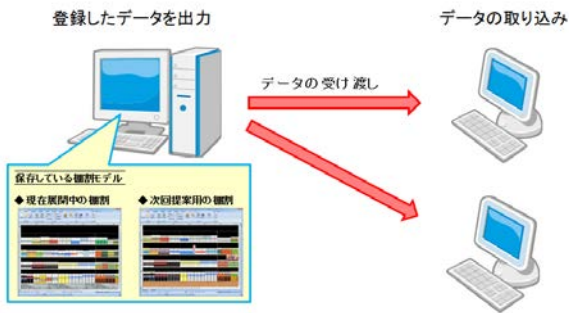 登録したデータを出力
データの取り込み
データの受け渡し
保存している棚割モデル
◆現在展開中の棚割
◆次回提案用の棚割